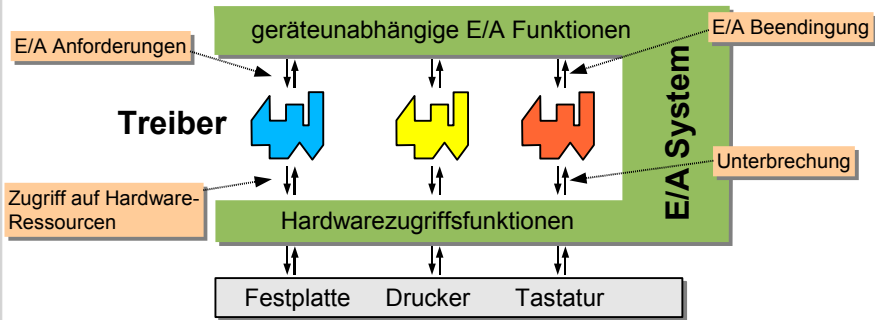 geräteunabhängige E/A Funktionen
E/A Anforderungen
E/A Beendingung
Treiber
E/A System
Unterbrechung
Zugriff auf Hardware-
Ressourcen
Hardwarezugriffsfunktionen
Festplatte Drucker Tastatur